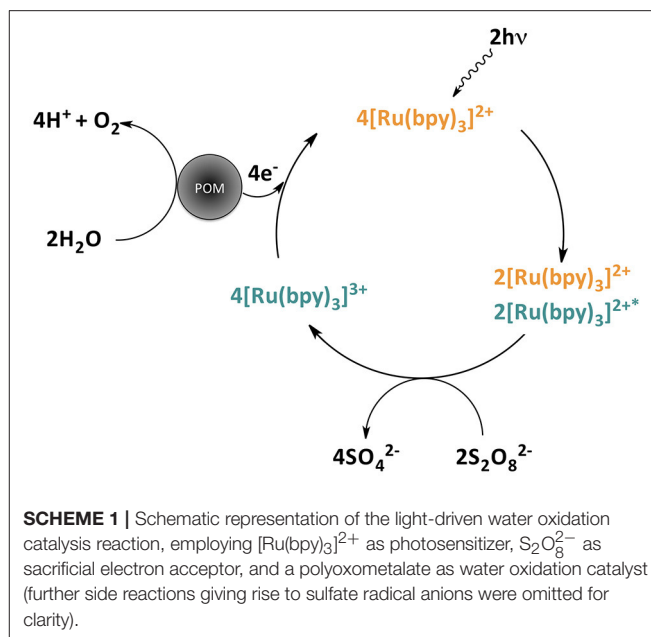 2hν
4[Ru(bpy)₃]²⁺
4H⁺ + O₂
4e⁻
POM
2H₂O
2[Ru(bpy)₃]²⁺
2[Ru(bpy)₃]²⁺*
4[Ru(bpy)₃]³⁺
4SO₄²⁻
2S₂O₈²⁻
SCHEME 1 | Schematic representation of the light-driven water oxidation
catalysis reaction, employing [Ru(bpy)₃]²⁺ as photosensitizer, S₂O₈²⁻ as
sacrificial electron acceptor, and a polyoxometalate as water oxidation catalyst
(further side reactions giving rise to sulfate radical anions were omitted for
clarity).